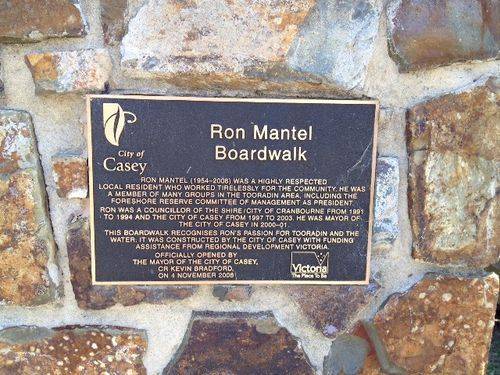 Ron Mantel
Boardwalk
City of
Casey
RON MANTEL (1954-2006) WAS A HIGHLY RESPECTED
LOCAL RESIDENT WHO WORKED TIRELESSLY FOR THE COMMUNITY. HE WAS
A MEMBER OF MANY GROUPS IN THE TOORADIN AREA, INCLUDING THE
FORESHORE RESERVE COMMITTEE OF MANAGEMENT AS PRESIDENT.
RON WAS A COUNCILLOR OF THE SHIRE/CITY OF CRANBOURNE FROM 1991
TO 1994 AND THE CITY OF CASEY FROM 1997 TO 2003. HE WAS MAYOR OF
THE CITY OF CASEY IN 2000-01.
THIS BOARDWALK RECOGNISES RON'S PASSION FOR TOORADIN AND THE
WATER. IT WAS CONSTRUCTED BY THE CITY OF CASEY WITH FUNDING
ASSISTANCE FROM REGIONAL DEVELOPMENT VICTORIA.
OFFICIALLY OPENED BY
THE MAYOR OF THE CITY OF CASEY,
CR KEVIN BRADFORD,
ON 4 NOVEMBER
Victoria
The Place To Be